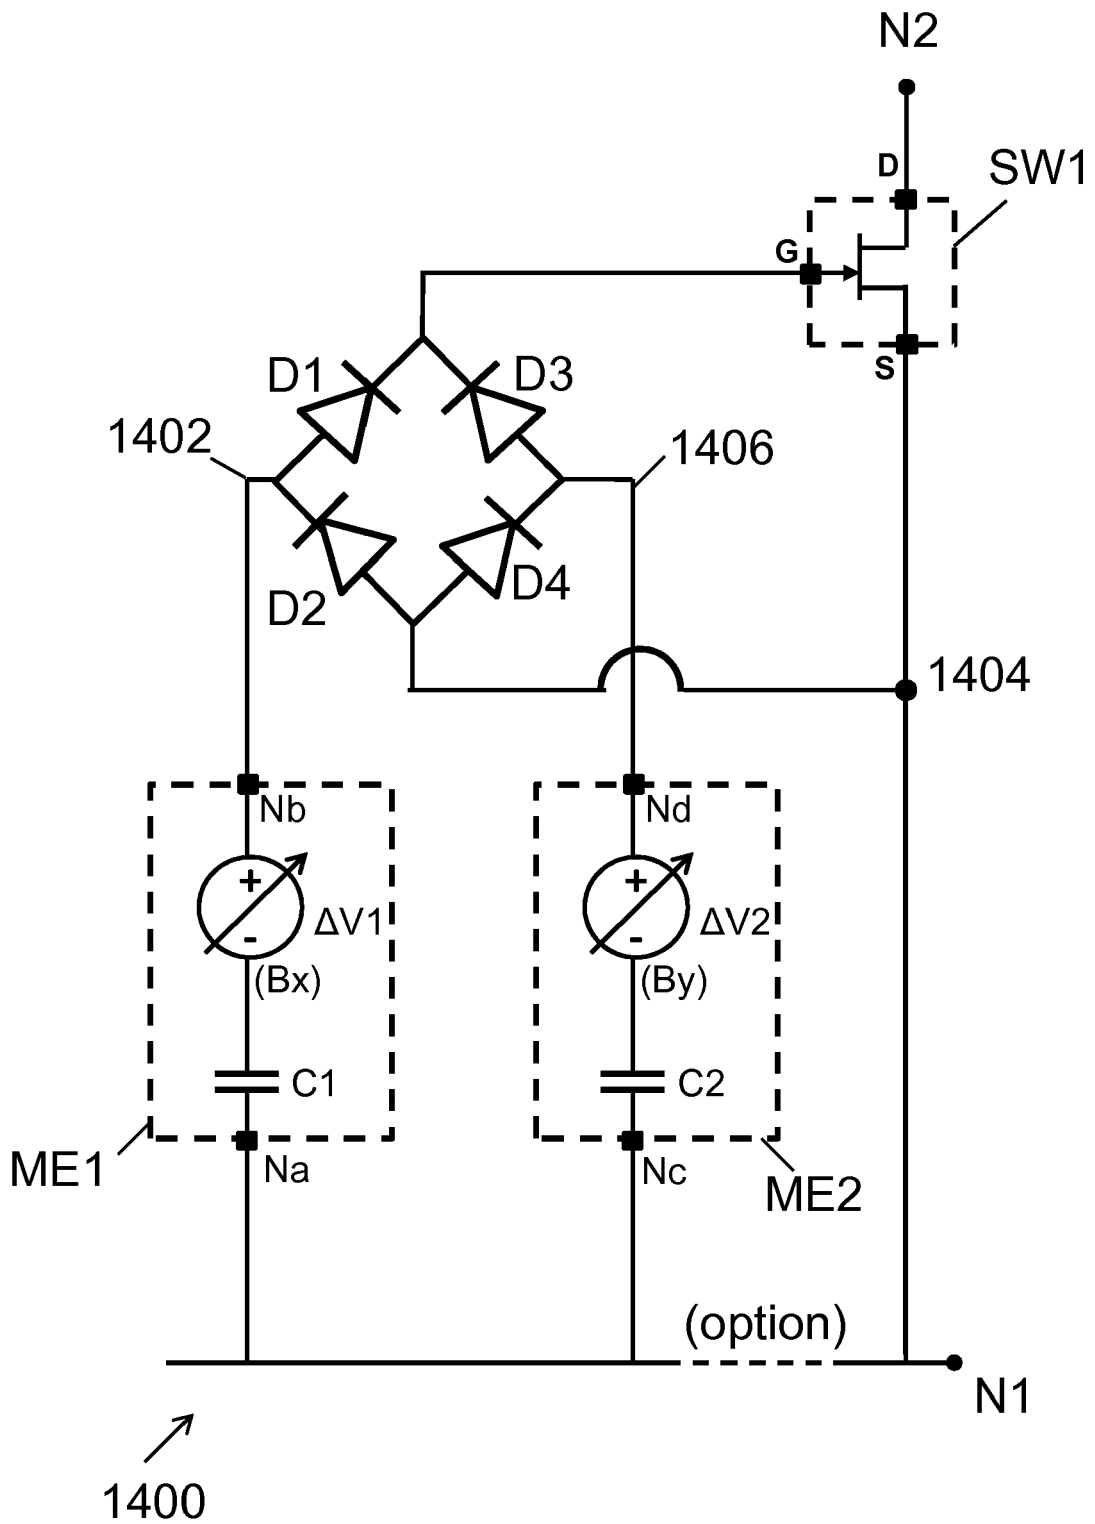 N2
D
SW1
G
S
D1
D3
1402
1406
D2
D4
1404
Nb
Nd
+
+
ΔV1
ΔV2
-
-
(Bx)
(By)
C1
C2
ME1
Na
Nc
ME2
(option)
N1
1400